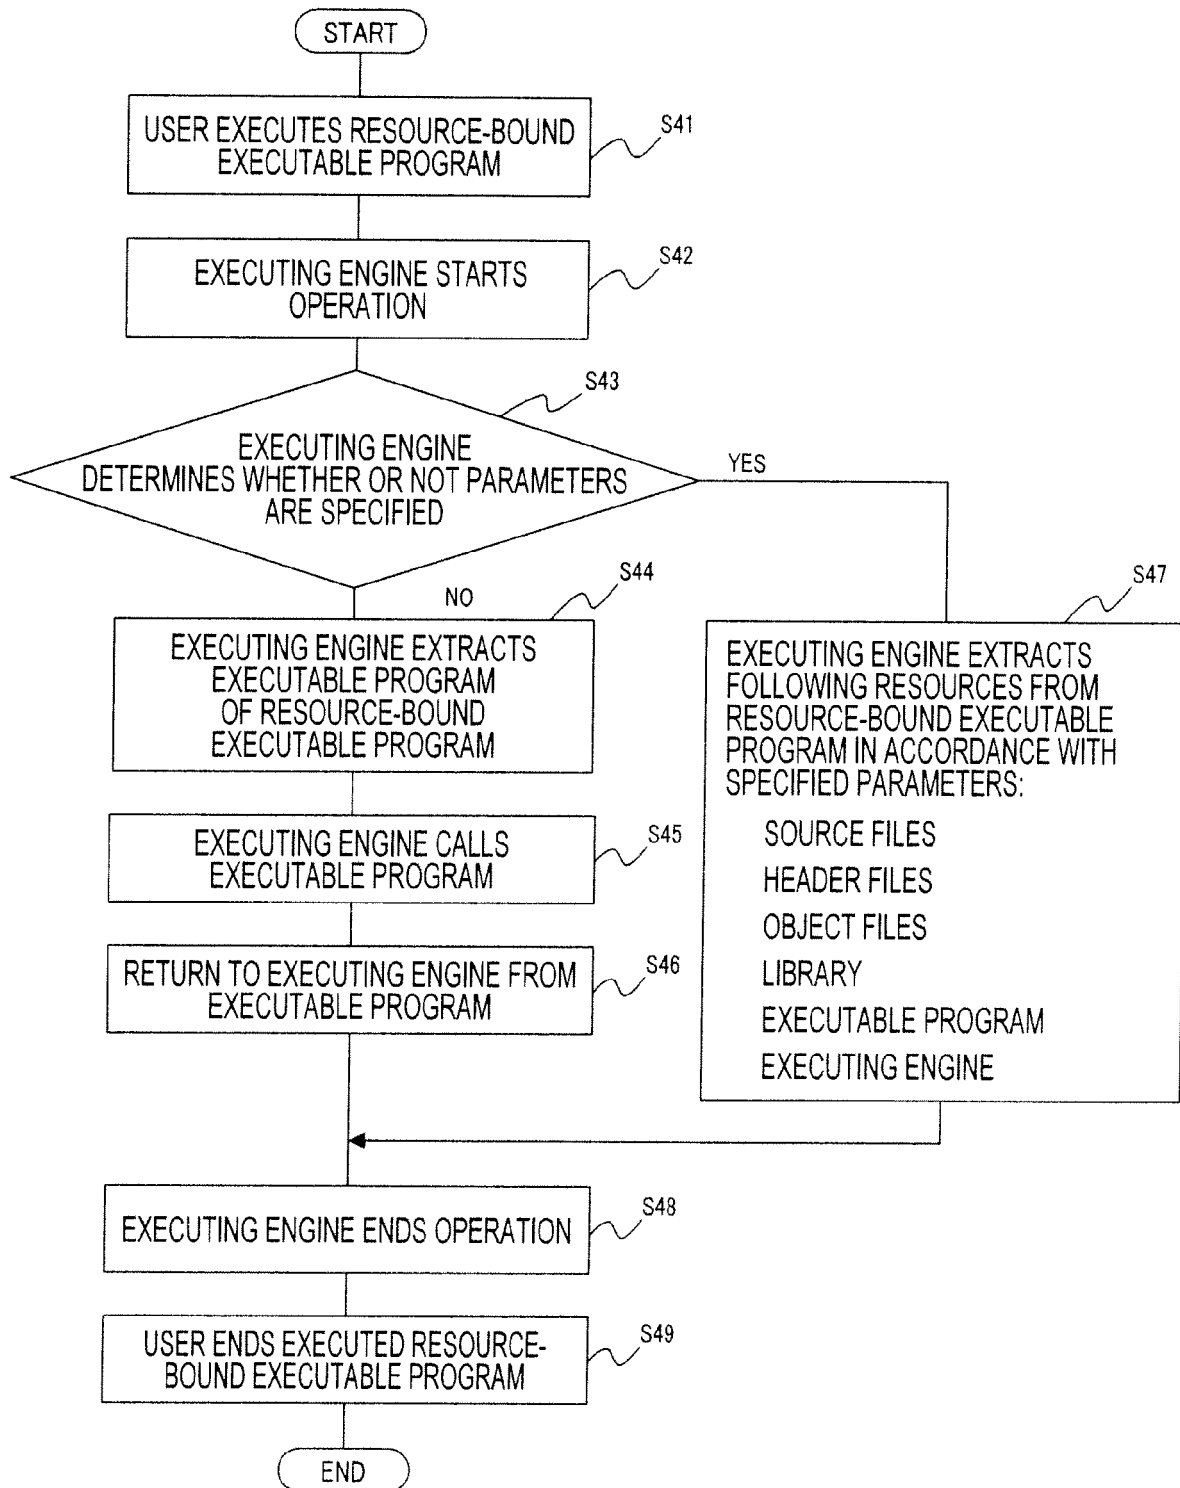 START
USER EXECUTES RESOURCE-BOUND
EXECUTABLE PROGRAM
S41
EXECUTING ENGINE STARTS
OPERATION
S42
S43
EXECUTING ENGINE
DETERMINES WHETHER OR NOT PARAMETERS
ARE SPECIFIED
YES
NO
S44
EXECUTING ENGINE EXTRACTS
EXECUTABLE PROGRAM
OF RESOURCE-BOUND
EXECUTABLE PROGRAM
EXECUTING ENGINE CALLS
EXECUTABLE PROGRAM
S45
RETURN TO EXECUTING ENGINE FROM
EXECUTABLE PROGRAM
S46
S47
EXECUTING ENGINE EXTRACTS
FOLLOWING RESOURCES FROM
RESOURCE-BOUND EXECUTABLE
PROGRAM IN ACCORDANCE WITH
SPECIFIED PARAMETERS:
SOURCE FILES
HEADER FILES
OBJECT FILES
LIBRARY
EXECUTABLE PROGRAM
EXECUTING ENGINE
EXECUTING ENGINE ENDS OPERATION
S48
USER ENDS EXECUTED RESOURCE-
BOUND EXECUTABLE PROGRAM
S49
END